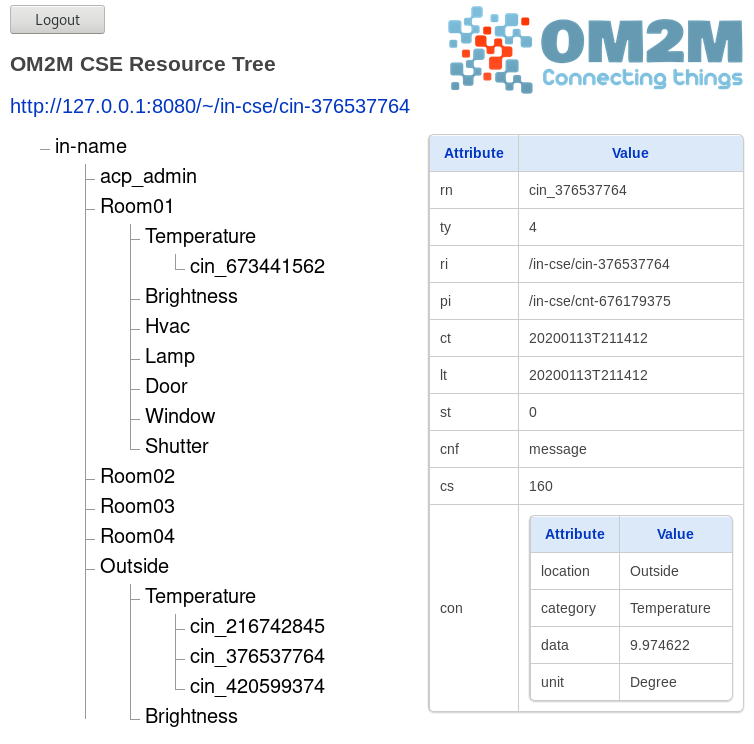 Logout
OM2M
Connecting things
OM2M CSE Resource Tree
http://127.0.0.1:8080/~/in-cse/cin-376537764
in-name
acp_admin
Room01
Temperature
cin_673441562
Brightness
Hvac
Lamp
Door
Window
Shutter
Room02
Room03
Room04
Outside
Temperature
cin_216742845
cin_376537764
cin_420599374
Brightness
Attribute Value
rn cin_376537764
ty 4
ri /in-cse/cin-376537764
pi /in-cse/cnt-676179375
ct 20200113T211412
lt 20200113T211412
st 0
cnf message
cs 160
con
Attribute Value
location Outside
category Temperature
data 9.974622
unit Degree